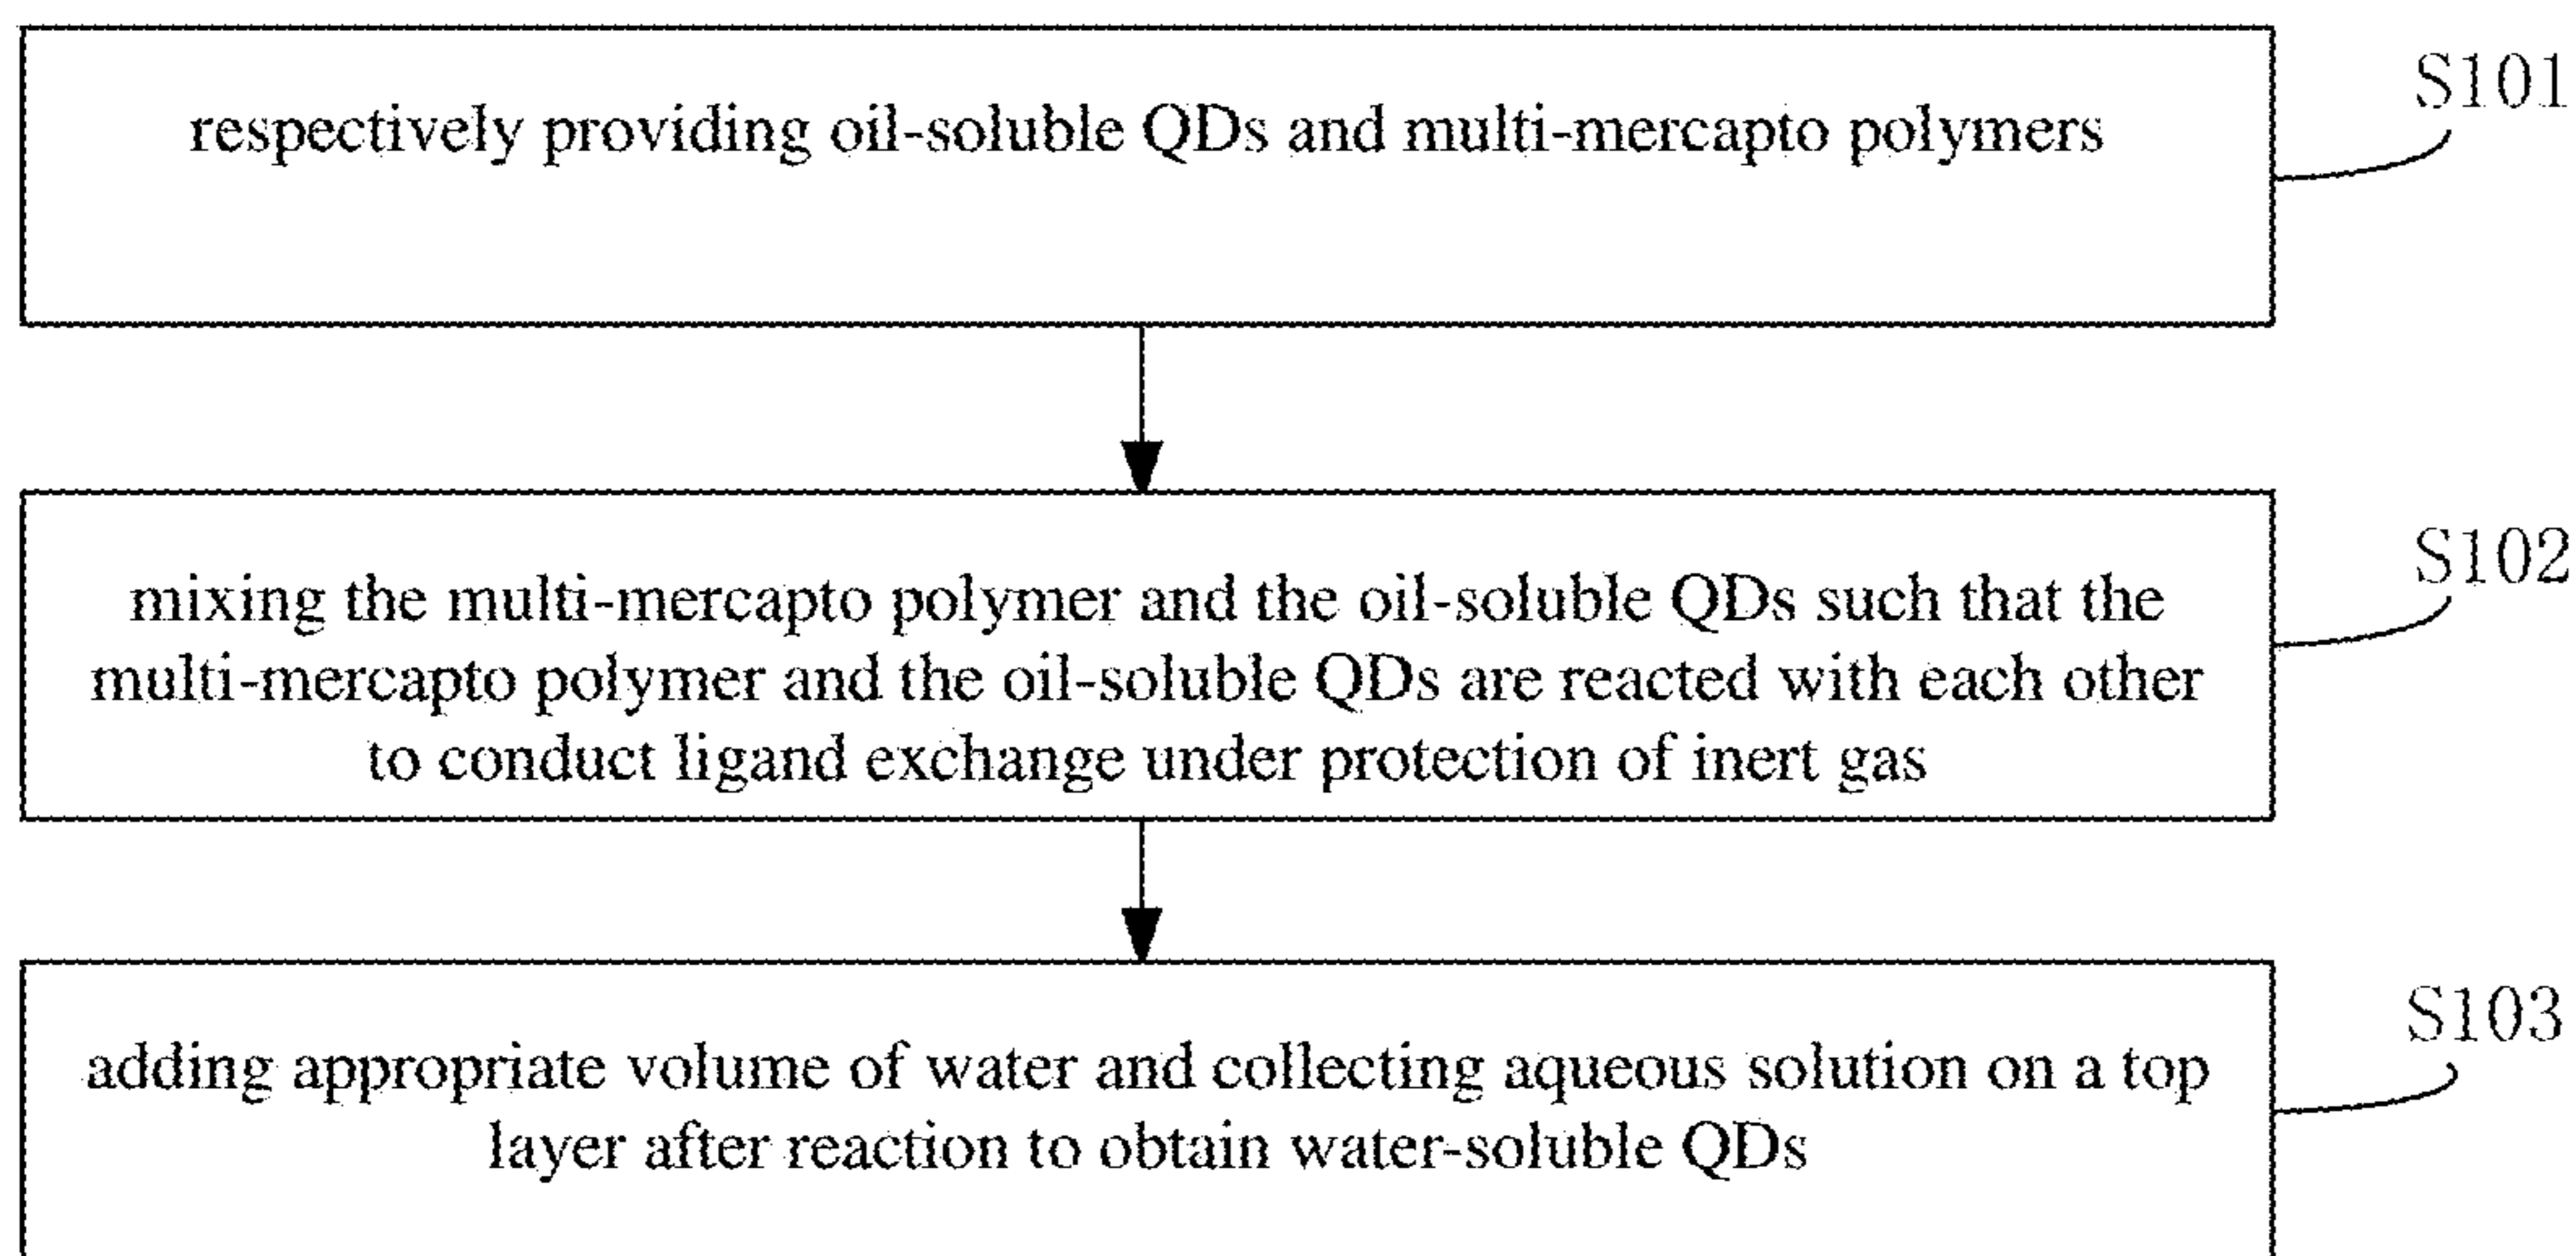 respectively providing oil-soluble QDs and multi-mercapto polymers
S101
mixing the multi-mercapto polymer and the oil-soluble QDs such that the
multi-mercapto polymer and the oil-soluble QDs are reacted with each other
to conduct ligand exchange under protection of inert gas
S102
adding appropriate volume of water and collecting aqueous solution on a top
layer after reaction to obtain water-soluble QDs
S103